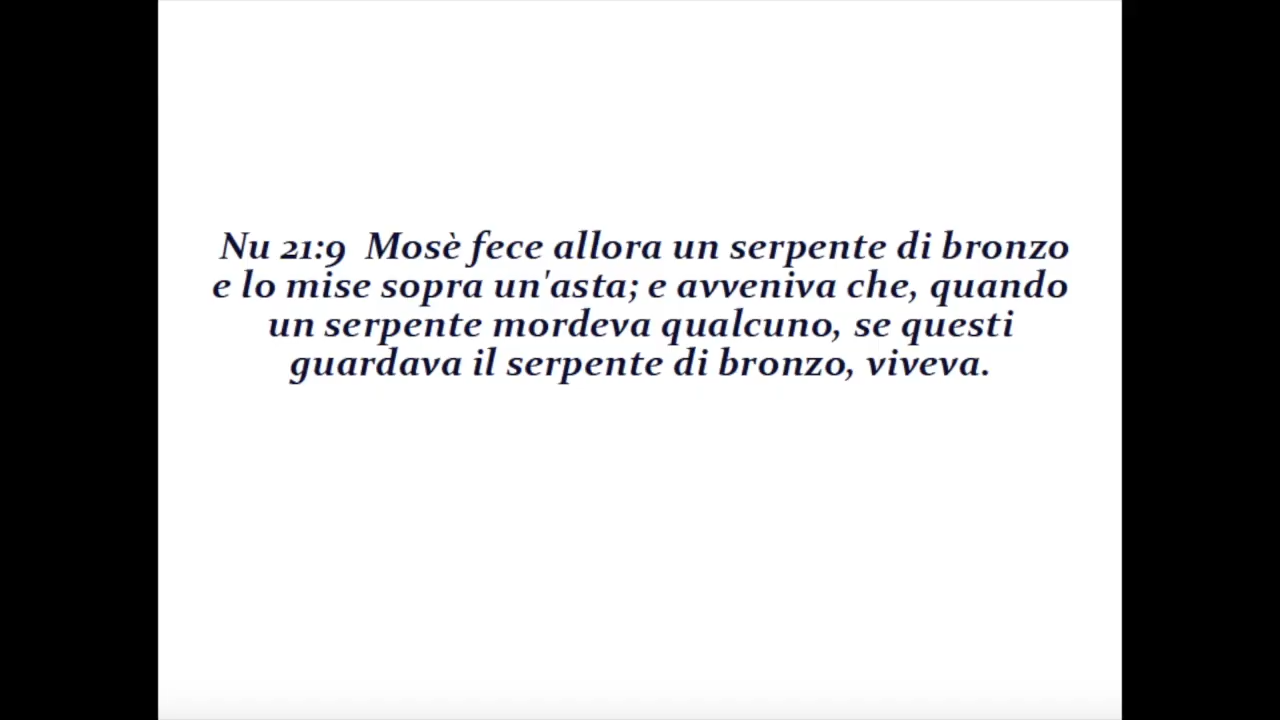 Nu 21:9 Mosè fece allora un serpente di bronzo
e lo mise sopra un'asta; e avveniva che, quando
un serpente mordeva qualcuno, se questi
guardava il serpente di bronzo, viveva.